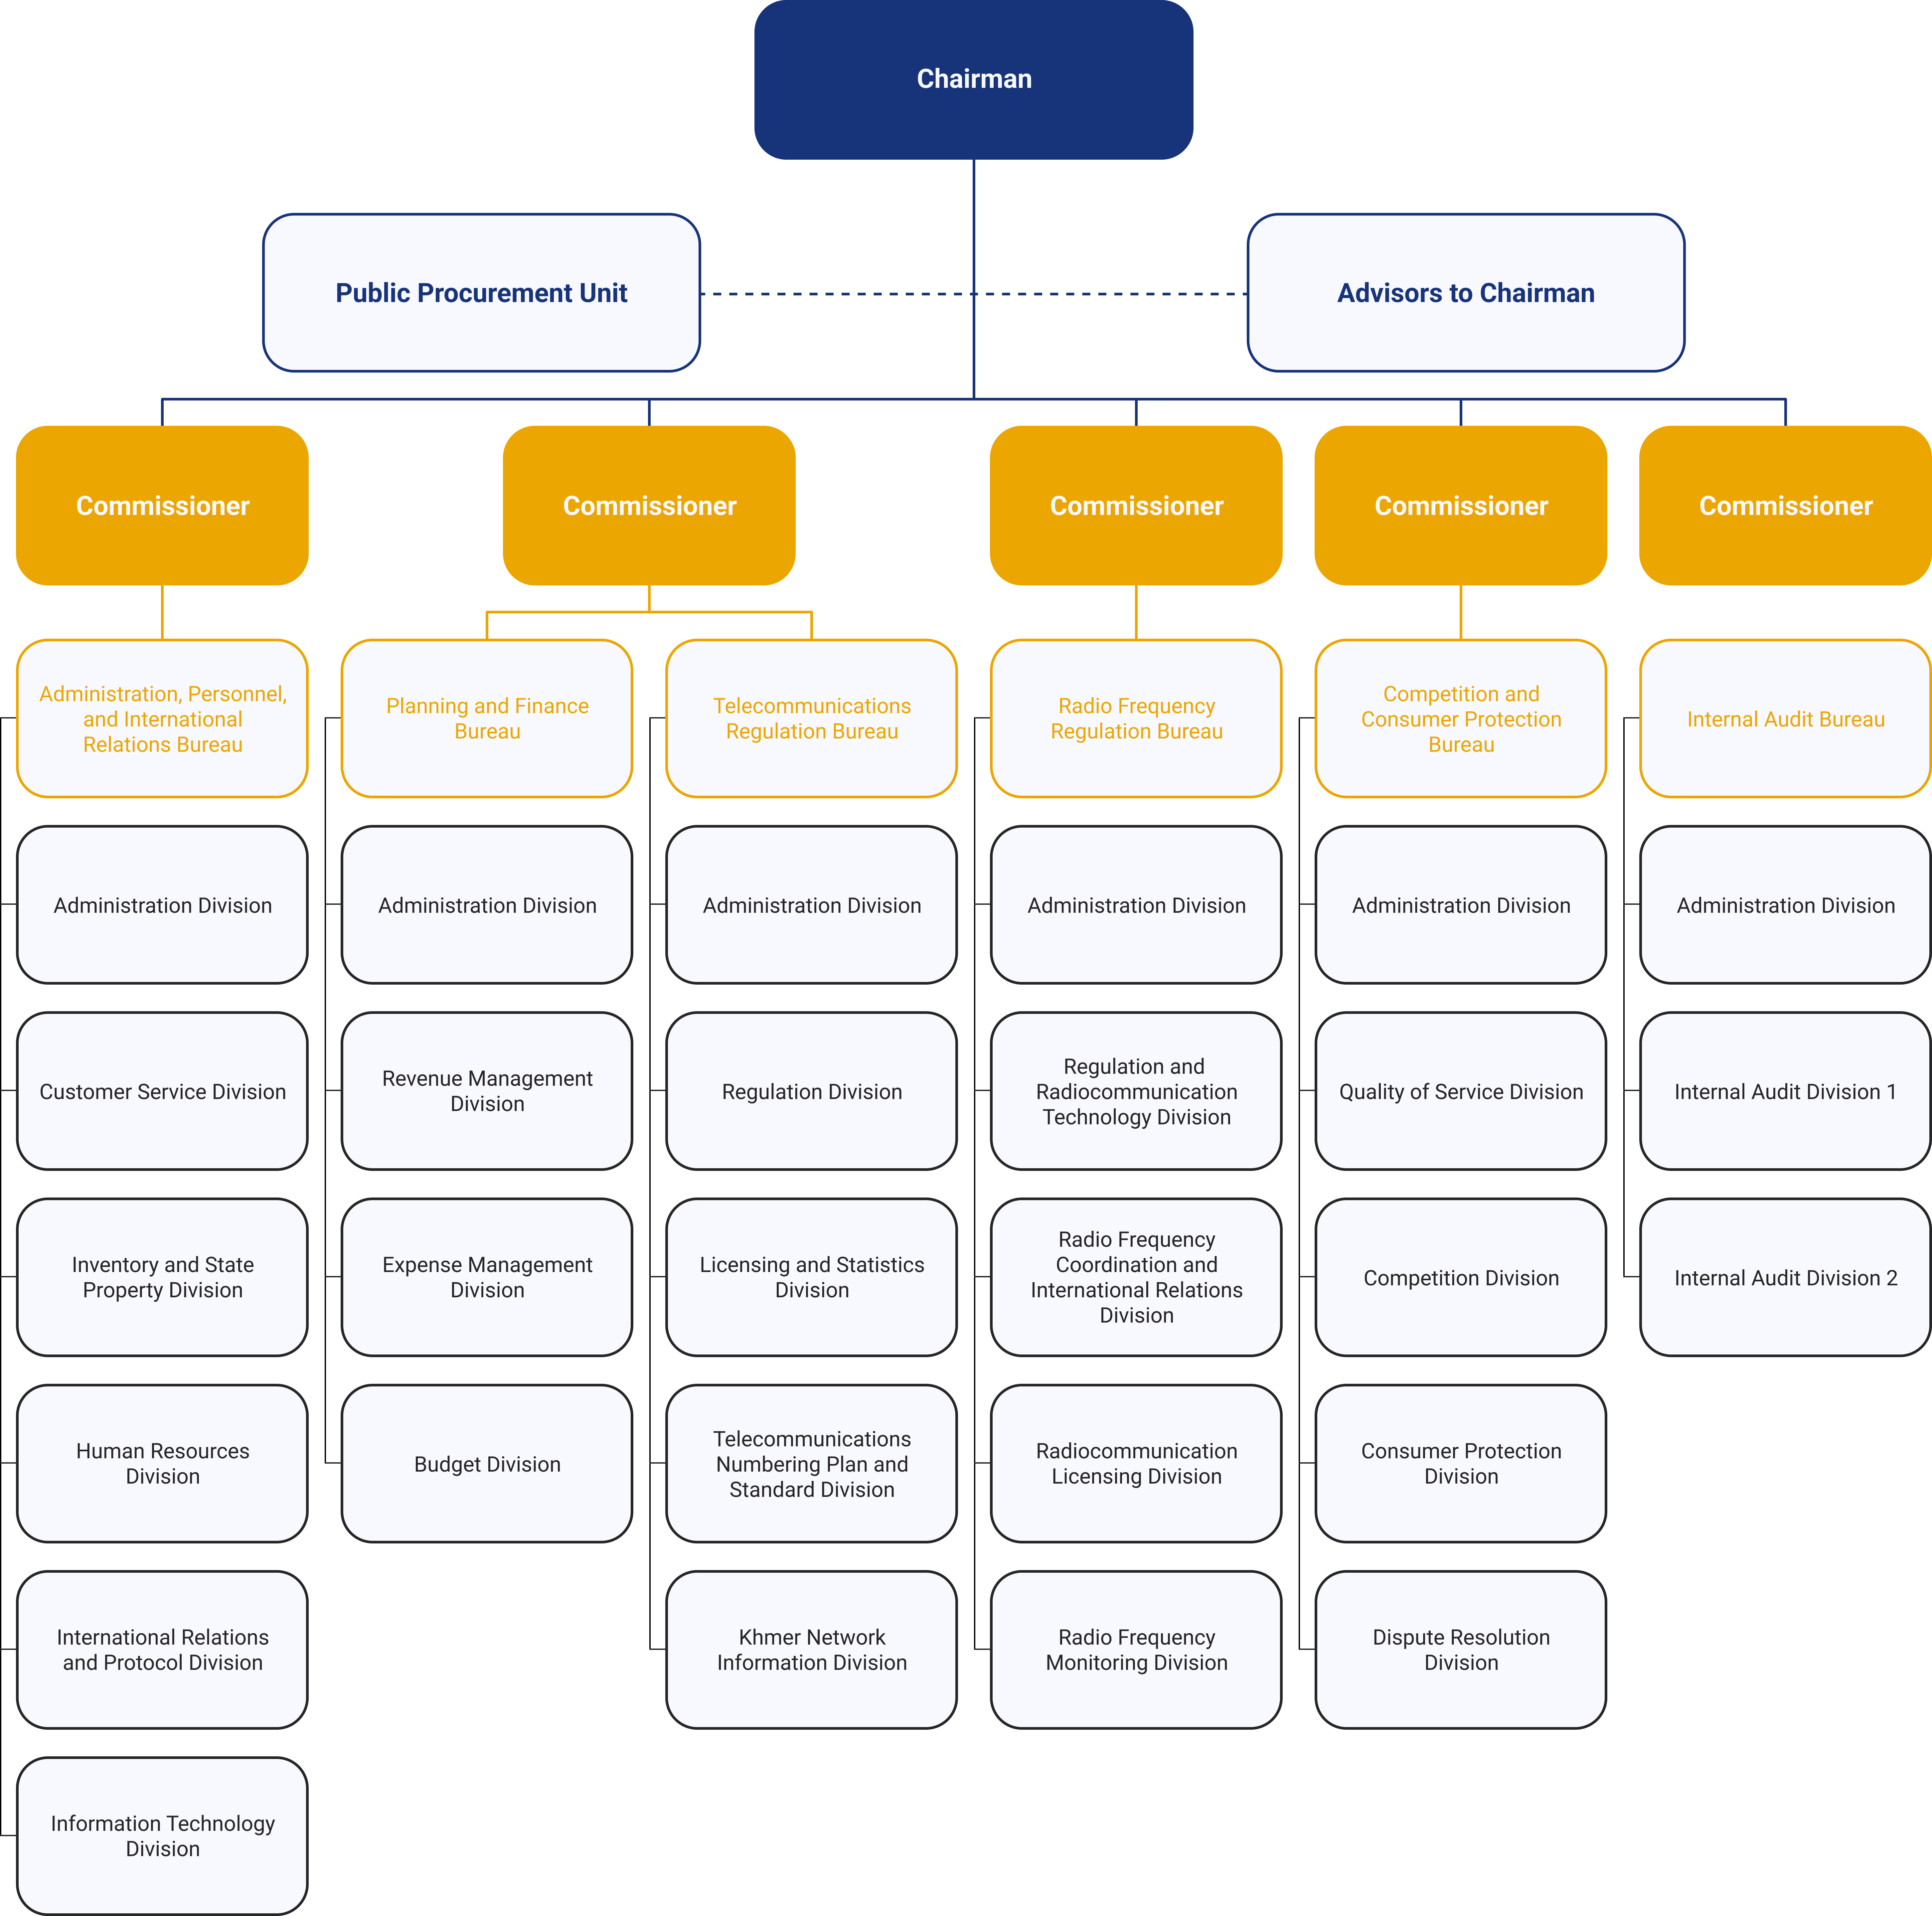 Chairman
Public Procurement Unit
Advisors to Chairman
Commissioner
Commissioner
Commissioner
Commissioner
Commissioner
Administration, Personnel,
and International
Relations Bureau
Planning and Finance
Bureau
Telecommunications
Regulation Bureau
Radio Frequency
Regulation Bureau
Competition and
Consumer Protection
Bureau
Internal Audit Bureau
Administration Division
Administration Division
Administration Division
Administration Division
Administration Division
Administration Division
Customer Service Division
Revenue Management
Division
Regulation Division
Regulation and
Radiocommunication
Technology Division
Quality of Service Division
Internal Audit Division 1
Inventory and State
Property Division
Expense Management
Division
Licensing and Statistics
Division
Radio Frequency
Coordination and
International Relations
Division
Competition Division
Internal Audit Division 2
Human Resources
Division
Budget Division
Telecommunications
Numbering Plan and
Standard Division
Radiocommunication
Licensing Division
Consumer Protection
Division
International Relations
and Protocol Division
Khmer Network
Information Division
Radio Frequency
Monitoring Division
Dispute Resolution
Division
Information Technology
Division